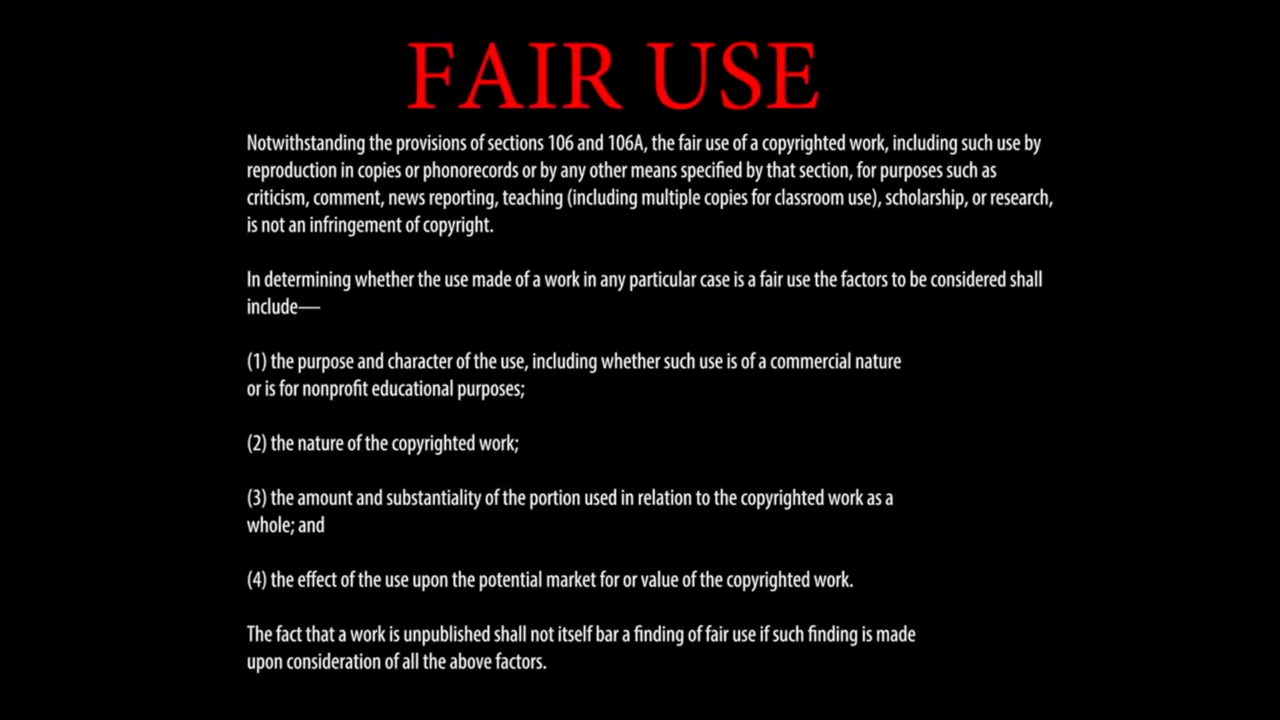 FAIR USE
Notwithstanding the provisions of sections 106 and 106A, the fair use of a copyrighted work, including such use by
reproduction in copies or phonorecords or by any other means specified by that section, for purposes such as
criticism, comment, news reporting, teaching (including multiple copies for classroom use), scholarship, or research,
is not an infringement of copyright.
In determining whether the use made of a work in any particular case is a fair use the factors to be considered shall
include—
(1) the purpose and character of the use, including whether such use is of a commercial nature
or is for nonprofit educational purposes;
(2) the nature of the copyrighted work;
(3) the amount and substantiality of the portion used in relation to the copyrighted work as a
whole; and
(4) the effect of the use upon the potential market for or value of the copyrighted work.
The fact that a work is unpublished shall not itself bar a finding of fair use if such finding is made
upon consideration of all the above factors.